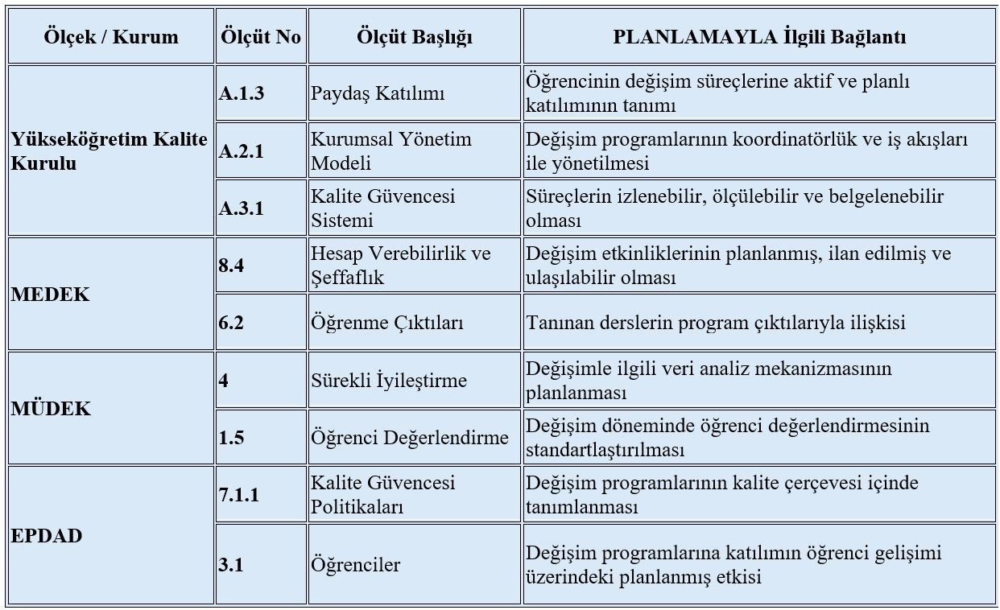 Ölçek / Kurum
Ölçüt No
Ölçüt Başlığı
PLANLAMAYLA İlgili Bağlantı
Yükseköğretim Kalite
Kurulu
A.1.3
Paydaş Katılımı
Öğrencinin değişim süreçlerine aktif ve planlı
katılımının tanımı
A.2.1
Kurumsal Yönetim
Modeli
Değişim programlarının koordinatörlük ve iş akışları
ile yönetilmesi
A.3.1
Kalite Güvencesi
Sistemi
Süreçlerin izlenebilir, ölçülebilir ve belgelenebilir
olması
MEDEK
8.4
Hesap Verebilirlik ve
Şeffaflık
Değişim etkinliklerinin planlanmış, ilan edilmiş ve
ulaşılabilir olması
6.2
Öğrenme Çıktıları
Tanınan derslerin program çıktılarıyla ilişkisi
MÜDEK
4
Sürekli İyileştirme
Değişimle ilgili veri analiz mekanizmasının
planlanması
1.5
Öğrenci Değerlendirme
Değişim döneminde öğrenci değerlendirmesinin
standartlaştırılması
EPDAD
7.1.1
Kalite Güvencesi
Politikaları
Değişim programlarının kalite çerçevesi içinde
tanımlanması
3.1
Öğrenciler
Değişim programlarına katılımın öğrenci gelişimi
üzerindeki planlanmış etkisi